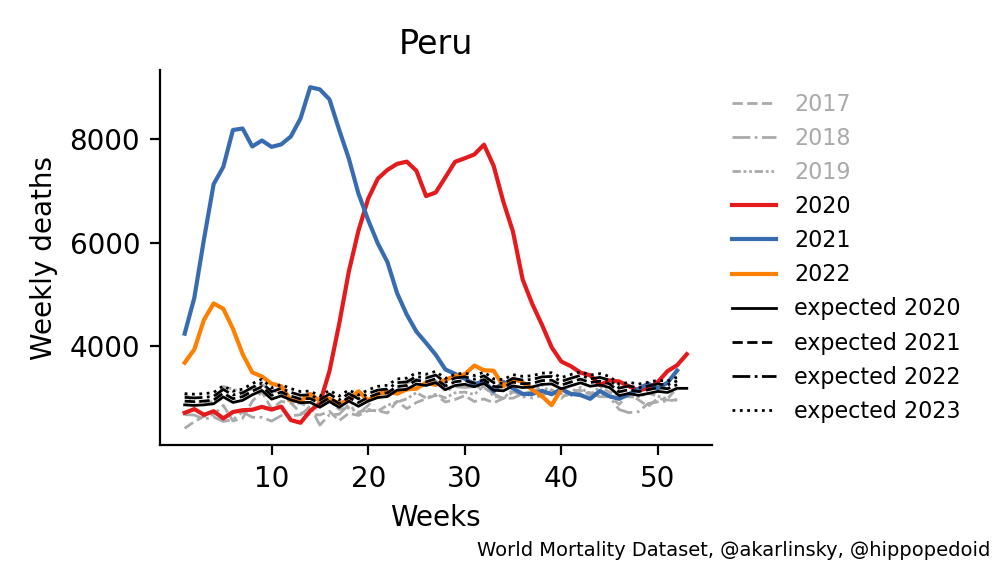 Peru
Weekly deaths
8000
6000
4000
10 20 30 40 50
Weeks
2017
2018
2019
2020
2021
2022
expected 2020
expected 2021
expected 2022
expected 2023
World Mortality Dataset, @akarlinsky, @hippopedoid